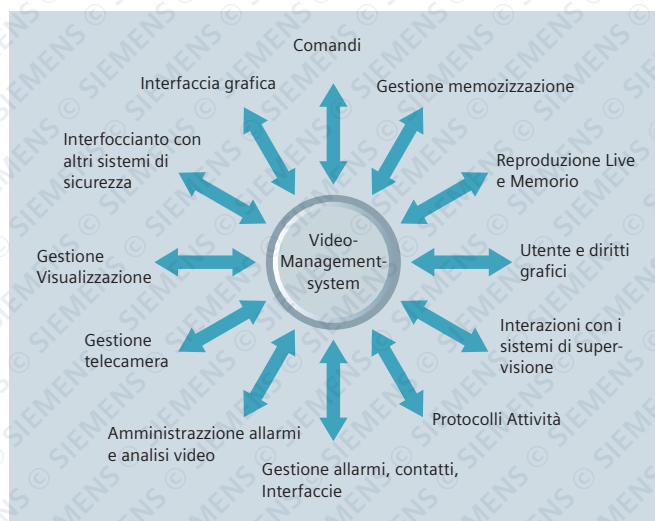 Comandi
Interfaccia grafica
Gestione memozizzazione
Interfoccianto con
altri sistemi di
sicurezza
Reproduzione Live
e Memorio
Video-
Management-
system
Gestione
Visualizzazione
Utente e diritti
grafici
Gestione
telecamera
Interazioni con i
sistemi di super-
visione
Protocolli Attività
Amministrazzione allarmi
e analisi video
Gestione allarmi, contatti,
Interfaccie
© SIEMENS